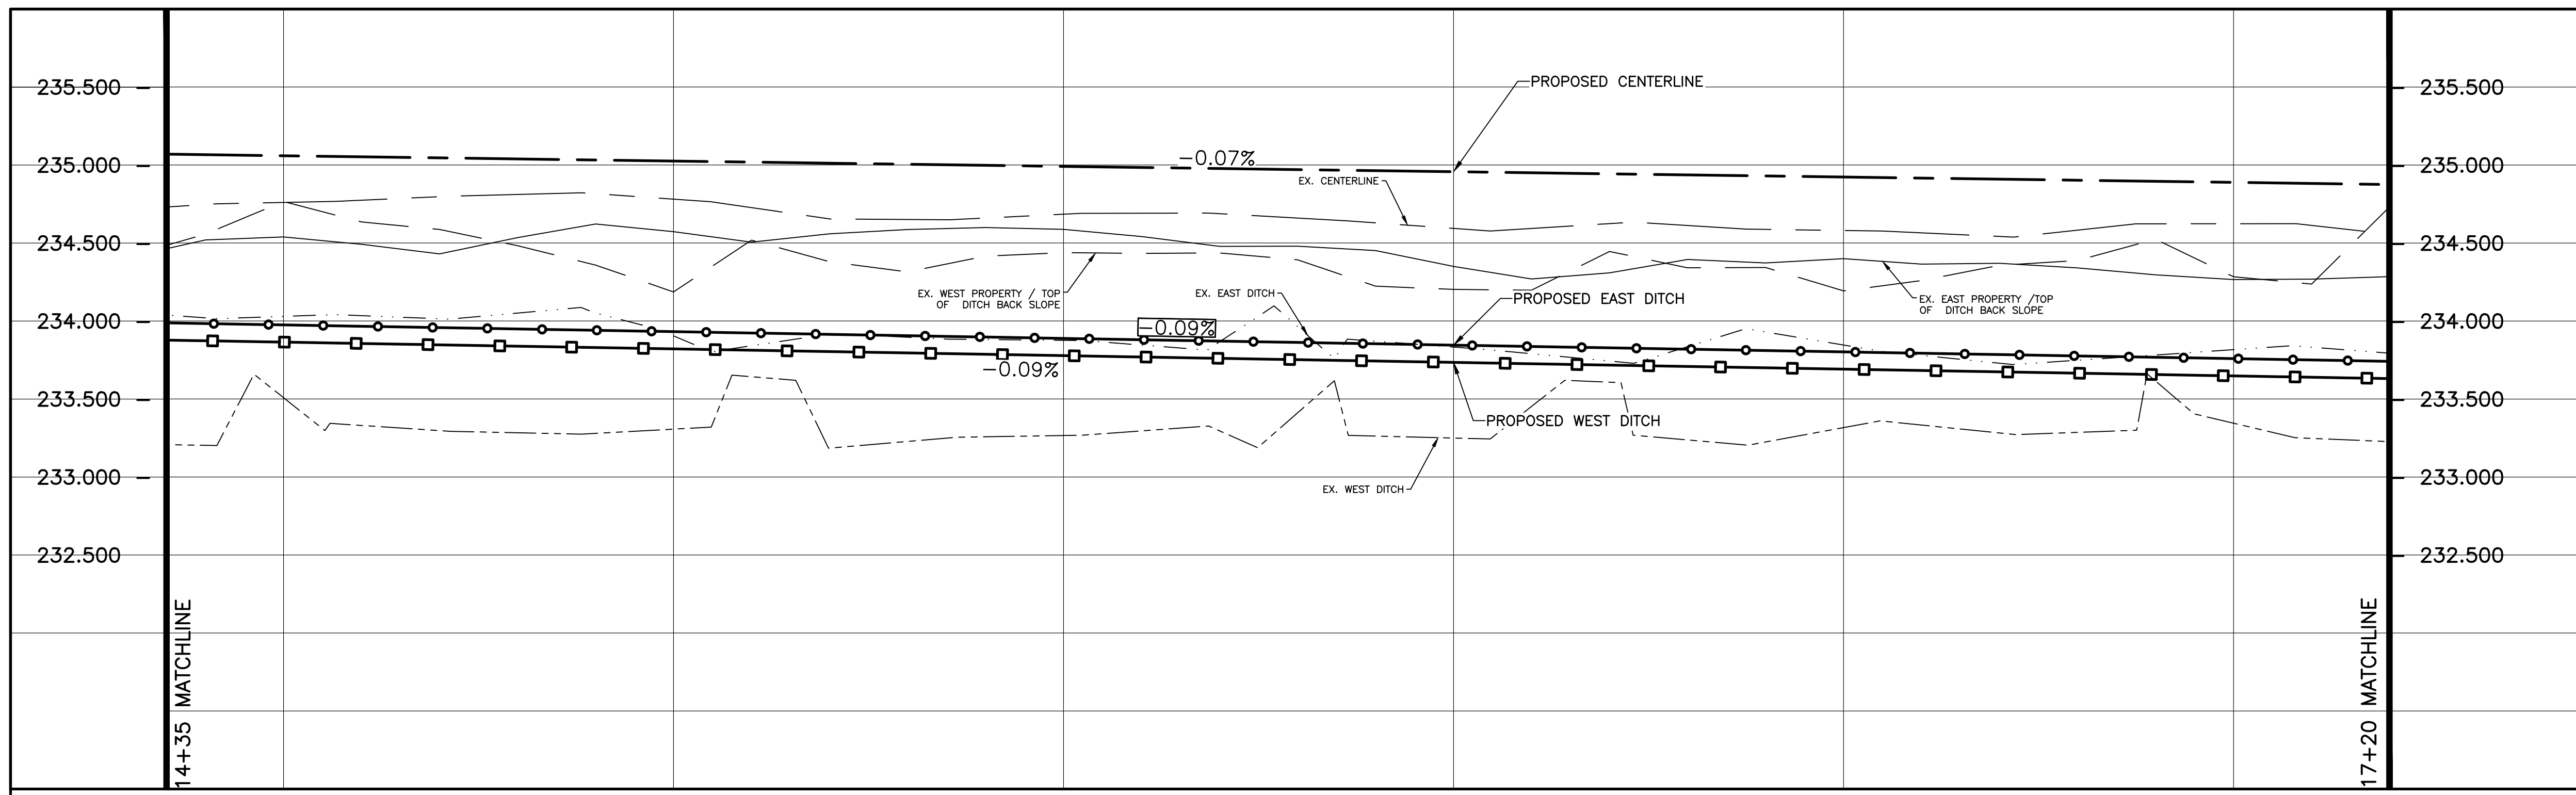 235.500
235.000
234.500
234.000
233.500
233.000
232.500
14+35 MATCHLINE
PROPOSED CENTERLINE
-0.07%
EX. CENTERLINE
EX. WEST PROPERTY / TOP
OF DITCH BACK SLOPE
EX. EAST DITCH
PROPOSED EAST DITCH
EX. EAST PROPERTY /TOP
OF DITCH BACK SLOPE
-0.09%
-0.09%
PROPOSED WEST DITCH
EX. WEST DITCH
17+20 MATCHLINE
235.500
235.000
234.500
234.000
233.500
233.000
232.500